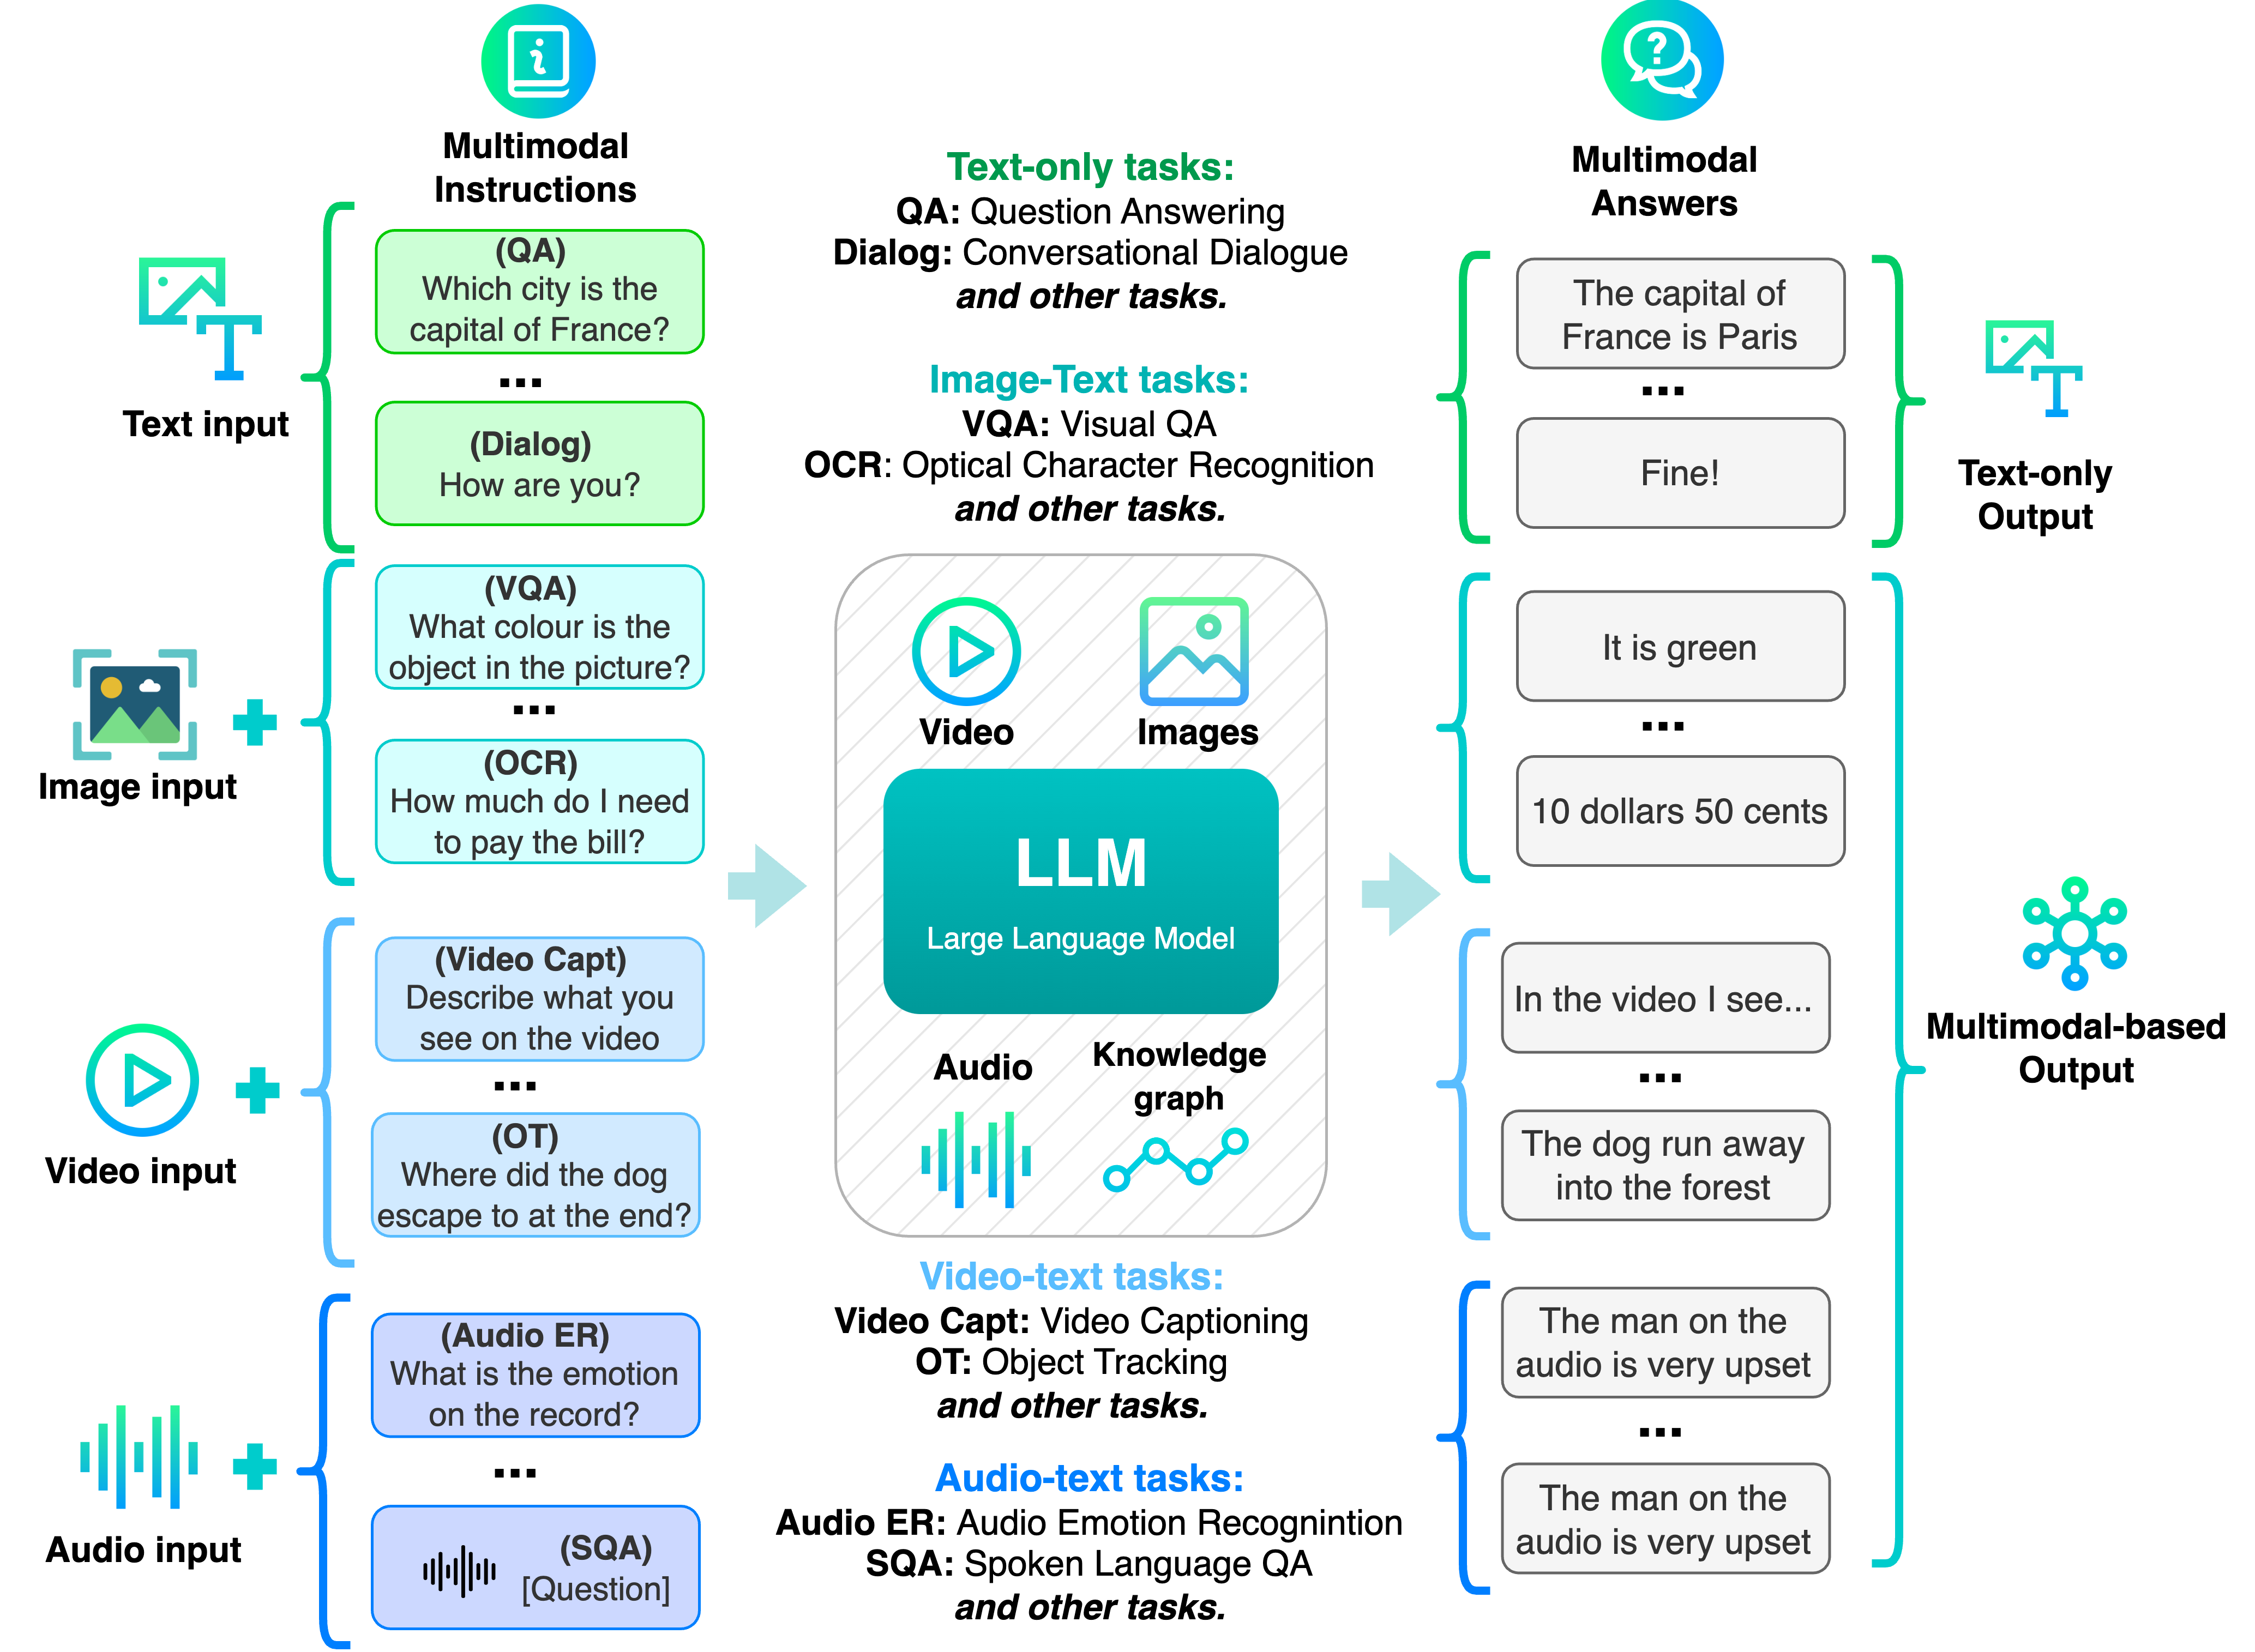 Multimodal
Instructions
Text input
(QA)
Which city is the
capital of France?
...
(Dialog)
How are you?
Image input
(VQA)
What colour is the
object in the picture?
...
(OCR)
How much do I need
to pay the bill?
Video input
(Video Capt)
Describe what you
see on the video
...
(OT)
Where did the dog
escape to at the end?
Audio input
(Audio ER)
What is the emotion
on the record?
...
(SQA)
[Question]
Text-only tasks:
QA: Question Answering
Dialog: Conversational Dialogue
and other tasks.
Image-Text tasks:
VQA: Visual QA
OCR: Optical Character Recognition
and other tasks.
Video
Images
LLM
Large Language Model
Audio
Knowledge
graph
Video-text tasks:
Video Capt: Video Captioning
OT: Object Tracking
and other tasks.
Audio-text tasks:
Audio ER: Audio Emotion Recognintion
SQA: Spoken Language QA
and other tasks.
Multimodal
Answers
The capital of
France is Paris
...
Fine!
It is green
...
10 dollars 50 cents
In the video I see...
...
The dog run away
into the forest
The man on the
audio is very upset
...
The man on the
audio is very upset
Text-only
Output
Multimodal-based
Output